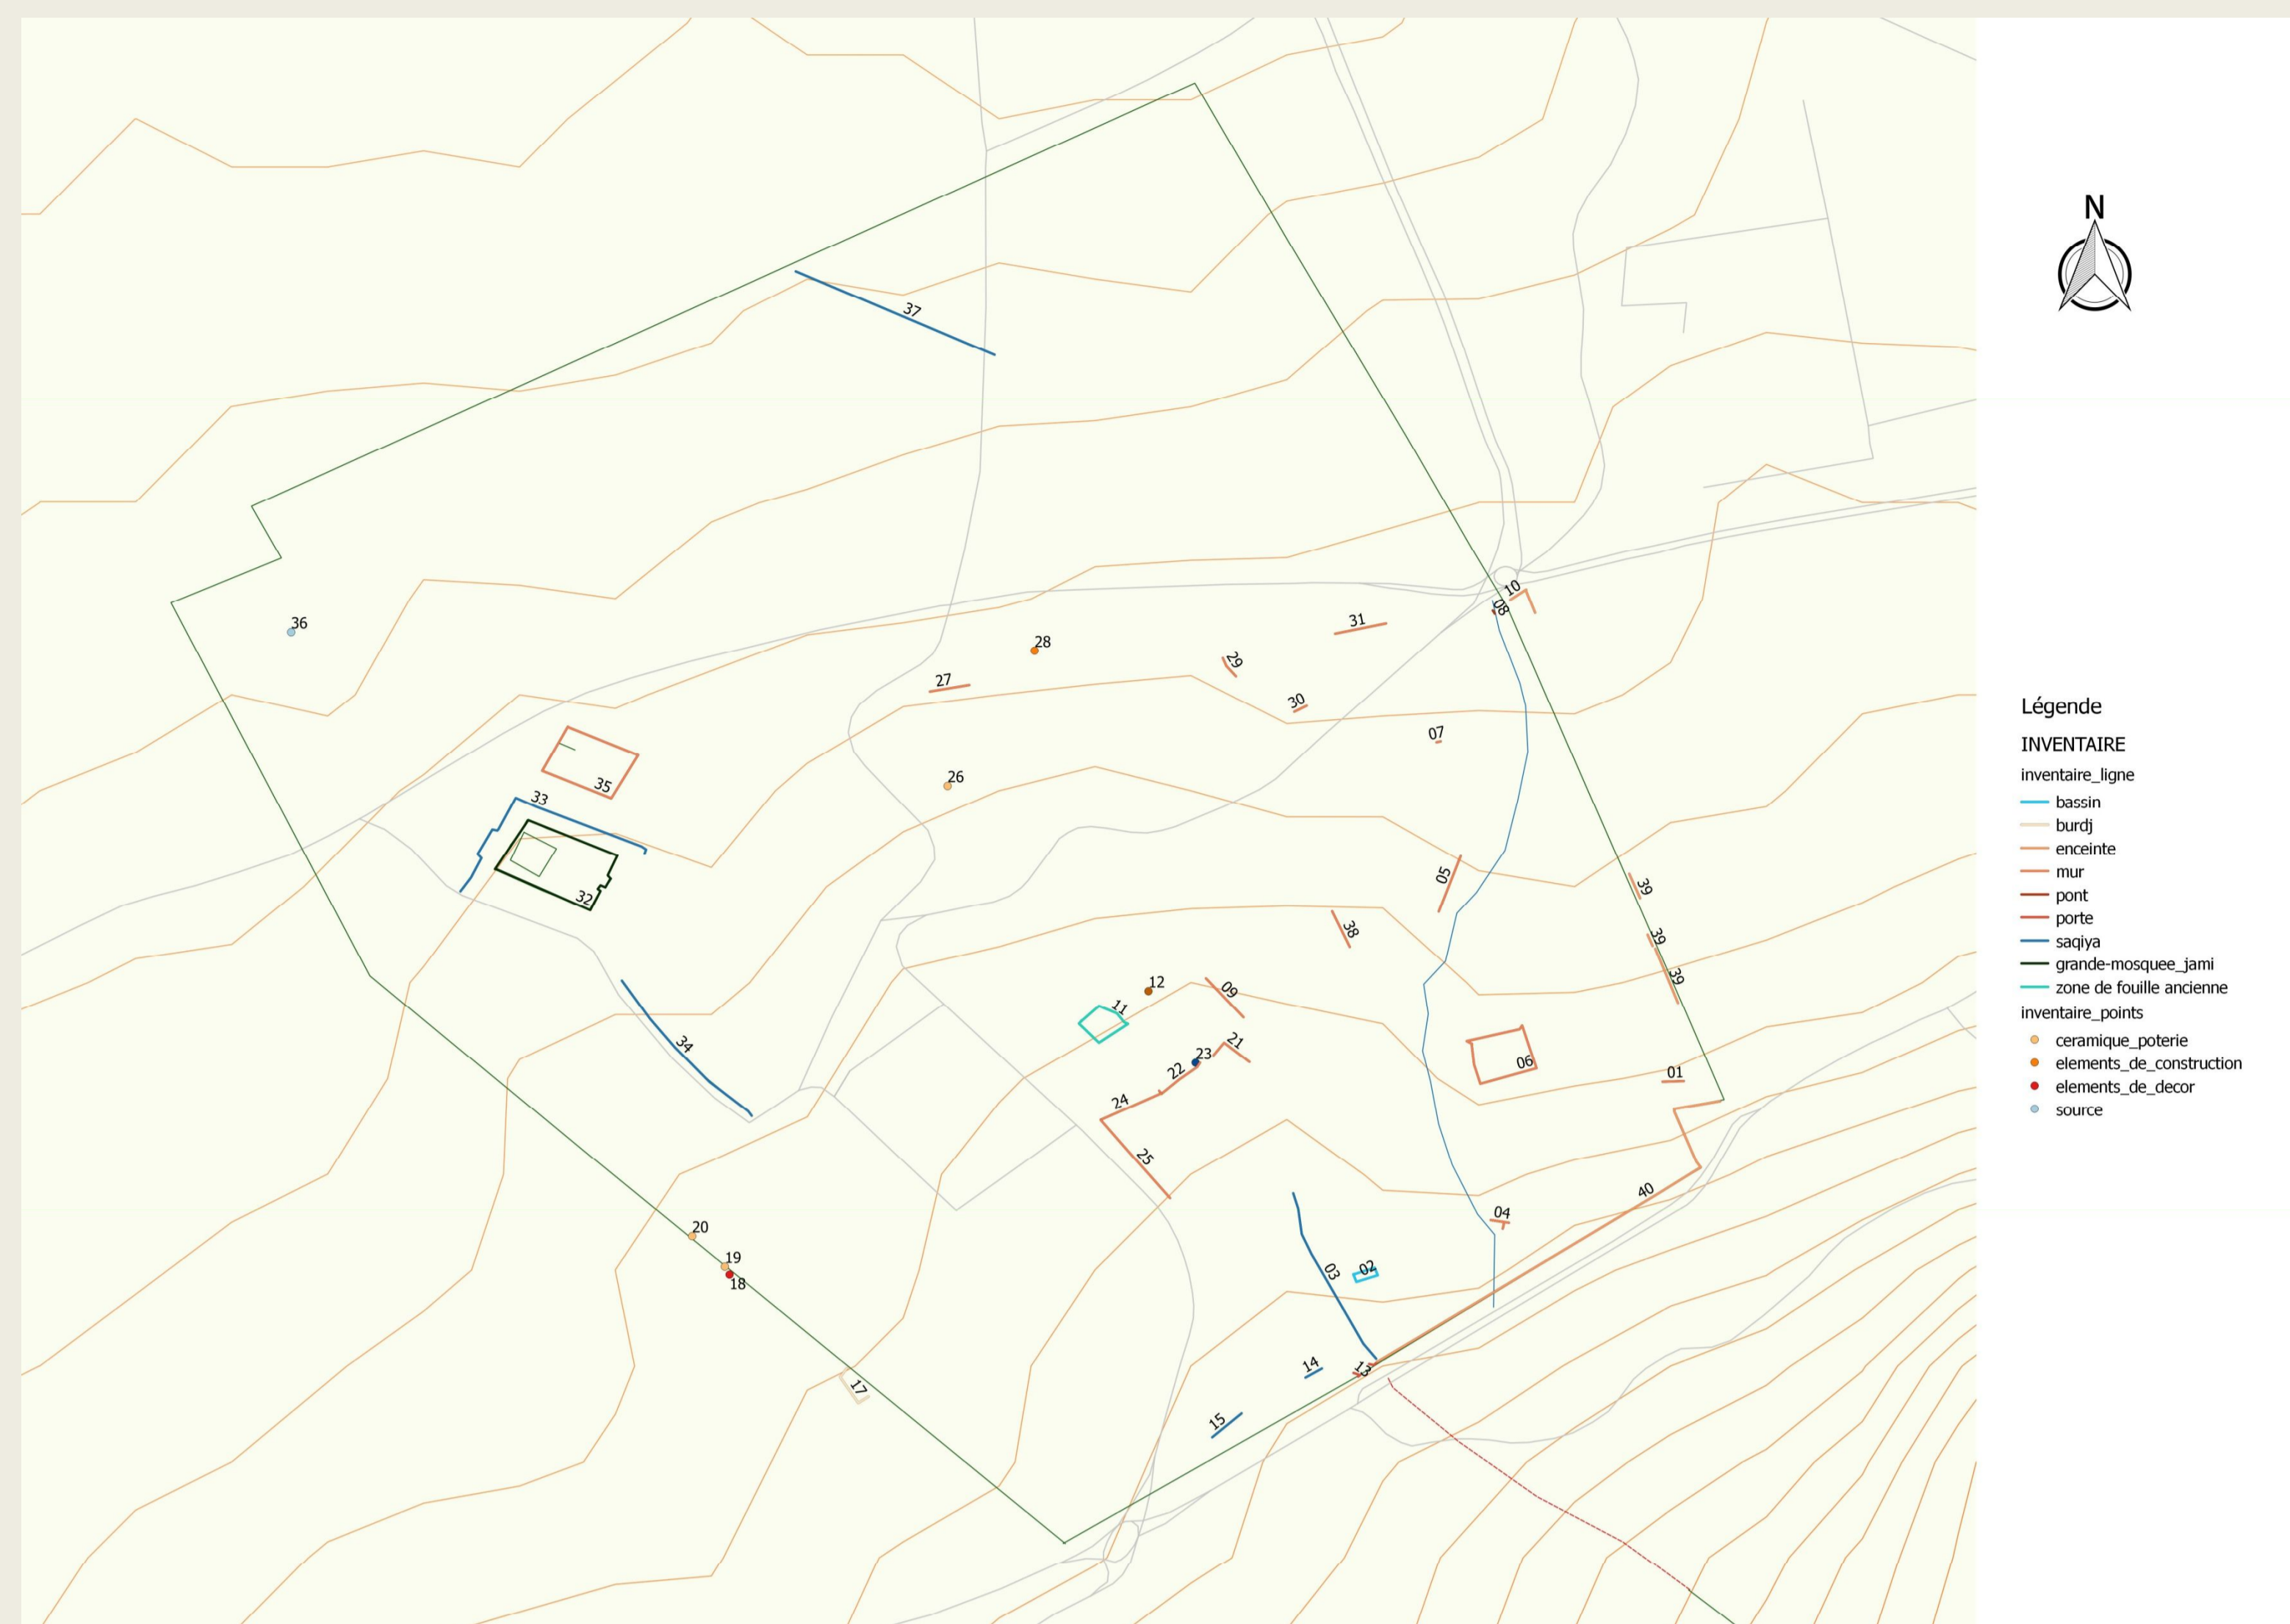 N
37
10
08
36
31
28
29
27
30
07
26
35
33
32
05
39
38
39
39
12
09
11
21
23
34
22
06
01
24
25
40
04
20
03
02
19
18
14
13
17
15
Légende
INVENTAIRE
inventaire_ligne
bassin
burdj
enceinte
mur
pont
porte
saqiya
grande-mosquee_jami
zone de fouille ancienne
inventaire_points
ceramique_poterie
elements_de_construction
elements_de_decor
source